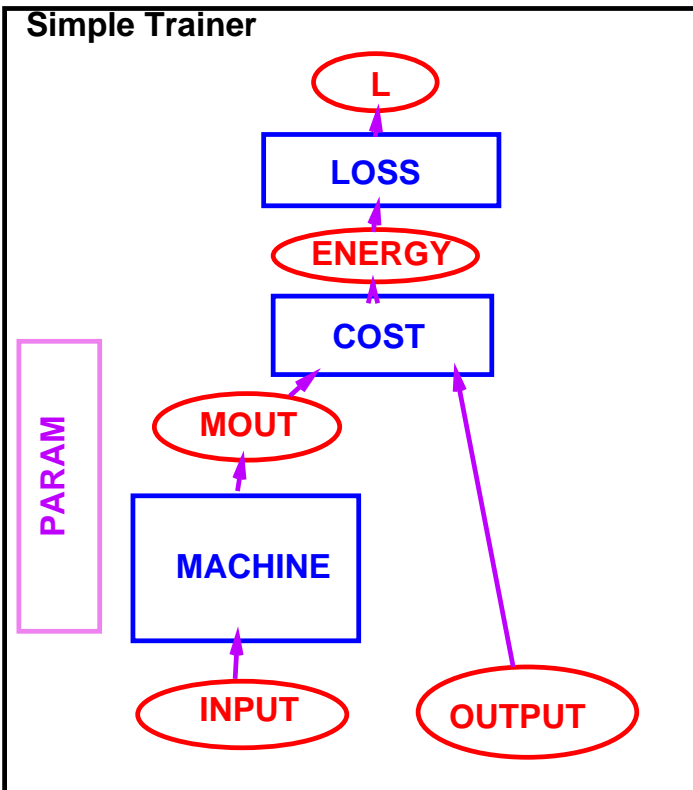 Simple Trainer
L
LOSS
ENERGY
COST
MOUT
PARAM
MACHINE
INPUT
OUTPUT